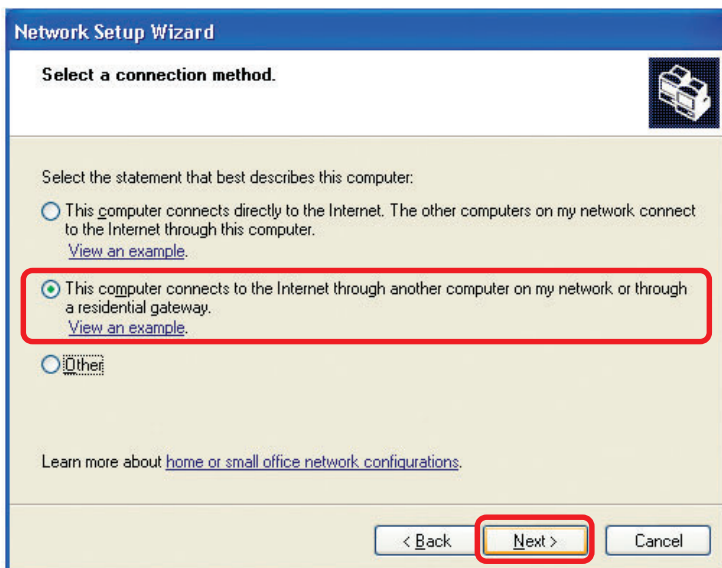 Network Setup Wizard
Select a connection method.
Select the statement that best describes this computer:
This computer connects directly to the Internet. The other computers on my network connect
to the Internet through this computer.
View an example.
This computer connects to the Internet through another computer on my network or through
a residential gateway.
View an example.
Other
Learn more about home or small office network configurations.
< Back
Next >
Cancel